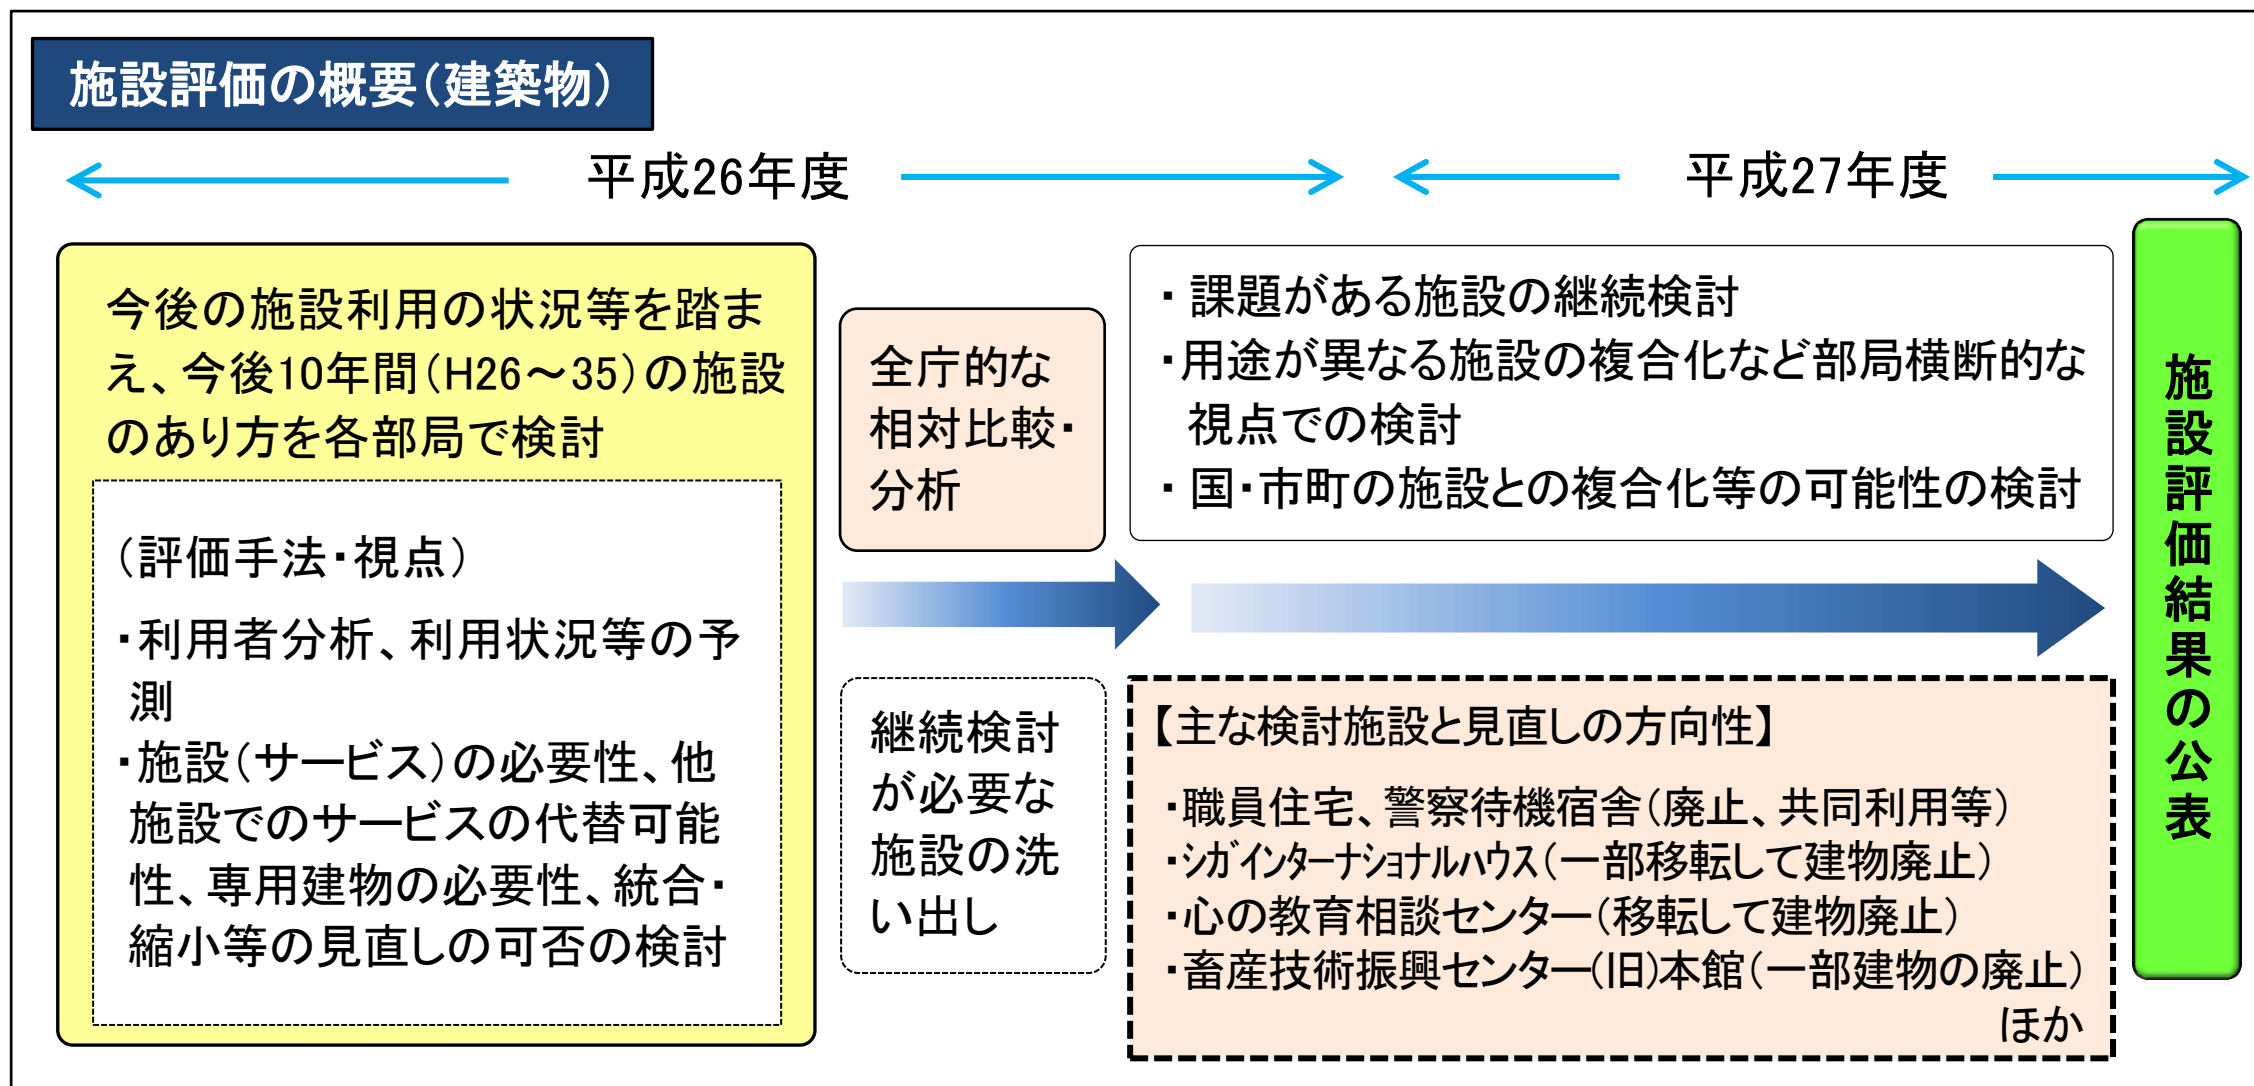 施設評価の概要（建築物）
平成26年度
平成27年度
今後の施設利用の状況等を踏ま
え、今後10年間（H26～35）の施設
のあり方を各部局で検討
（評価手法・視点）
・利用者分析、利用状況等の予
測
・施設（サービス）の必要性、他
施設でのサービスの代替可能
性、専用建物の必要性、統合・
縮小等の見直しの可否の検討
全庁的な
相対比較・
分析
継続検討
が必要な
施設の洗
い出し
・課題がある施設の継続検討
・用途が異なる施設の複合化など部局横断的な
視点での検討
・国・市町の施設との複合化等の可能性の検討
【主な検討施設と見直しの方向性】
・職員住宅、警察待機宿舎（廃止、共同利用等）
・ｼｶﾞｲﾝﾀｰﾅｼｮﾅﾙﾊｳｽ（一部移転して建物廃止）
・心の教育相談センター（移転して建物廃止）
・畜産技術振興センター(旧)本館（一部建物の廃止）
ほか
施設評価結果の公表